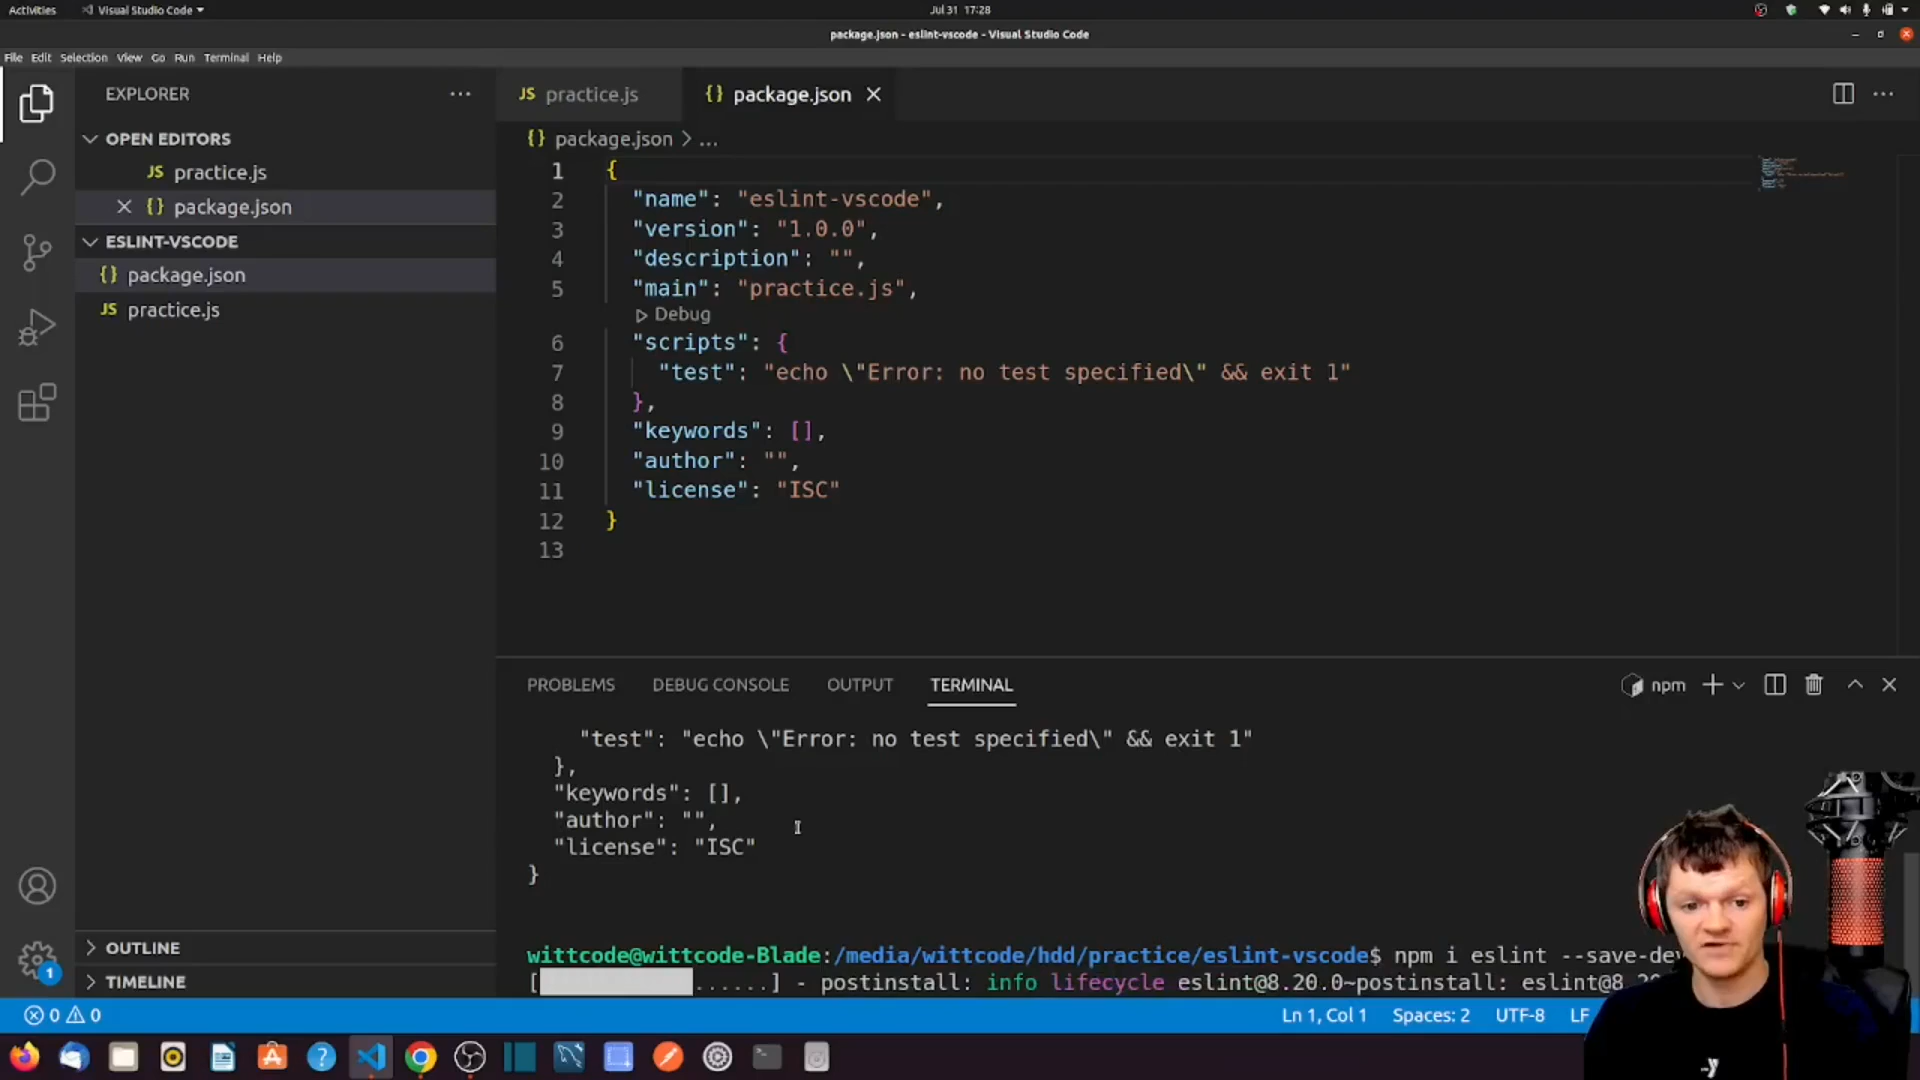 Activities
Visual Studio Code
Jul 31 17:28
package.json - eslint-vscode - Visual Studio Code
File Edit Selection View Go Run Terminal Help
EXPLORER
OPEN EDITORS
JS practice.js
{} package.json
ESLINT-VSCODE
{} package.json
JS practice.js
OUTLINE
TIMELINE
1
JS practice.js
{} package.json
{} package.json > ...
1 {
2 "name": "eslint-vscode",
3 "version": "1.0.0",
4 "description": "",
5 "main": "practice.js",
Debug
6 "scripts": {
7 "test": "echo \"Error: no test specified\" && exit 1"
8 },
9 "keywords": [],
10 "author": "",
11 "license": "ISC"
12 }
13
PROBLEMS DEBUG CONSOLE OUTPUT TERMINAL
npm
"test": "echo \"Error: no test specified\" && exit 1"
},
"keywords": [],
"author": "",
"license": "ISC"
}
wittcode@wittcode-Blade:/media/wittcode/hdd/practice/eslint-vscode$ npm i eslint --save-dev
[ ......] - postinstall: info lifecycle eslint@8.20.0~postinstall: eslint@8.
0 0
Ln 1, Col 1 Spaces: 2 UTF-8 LF